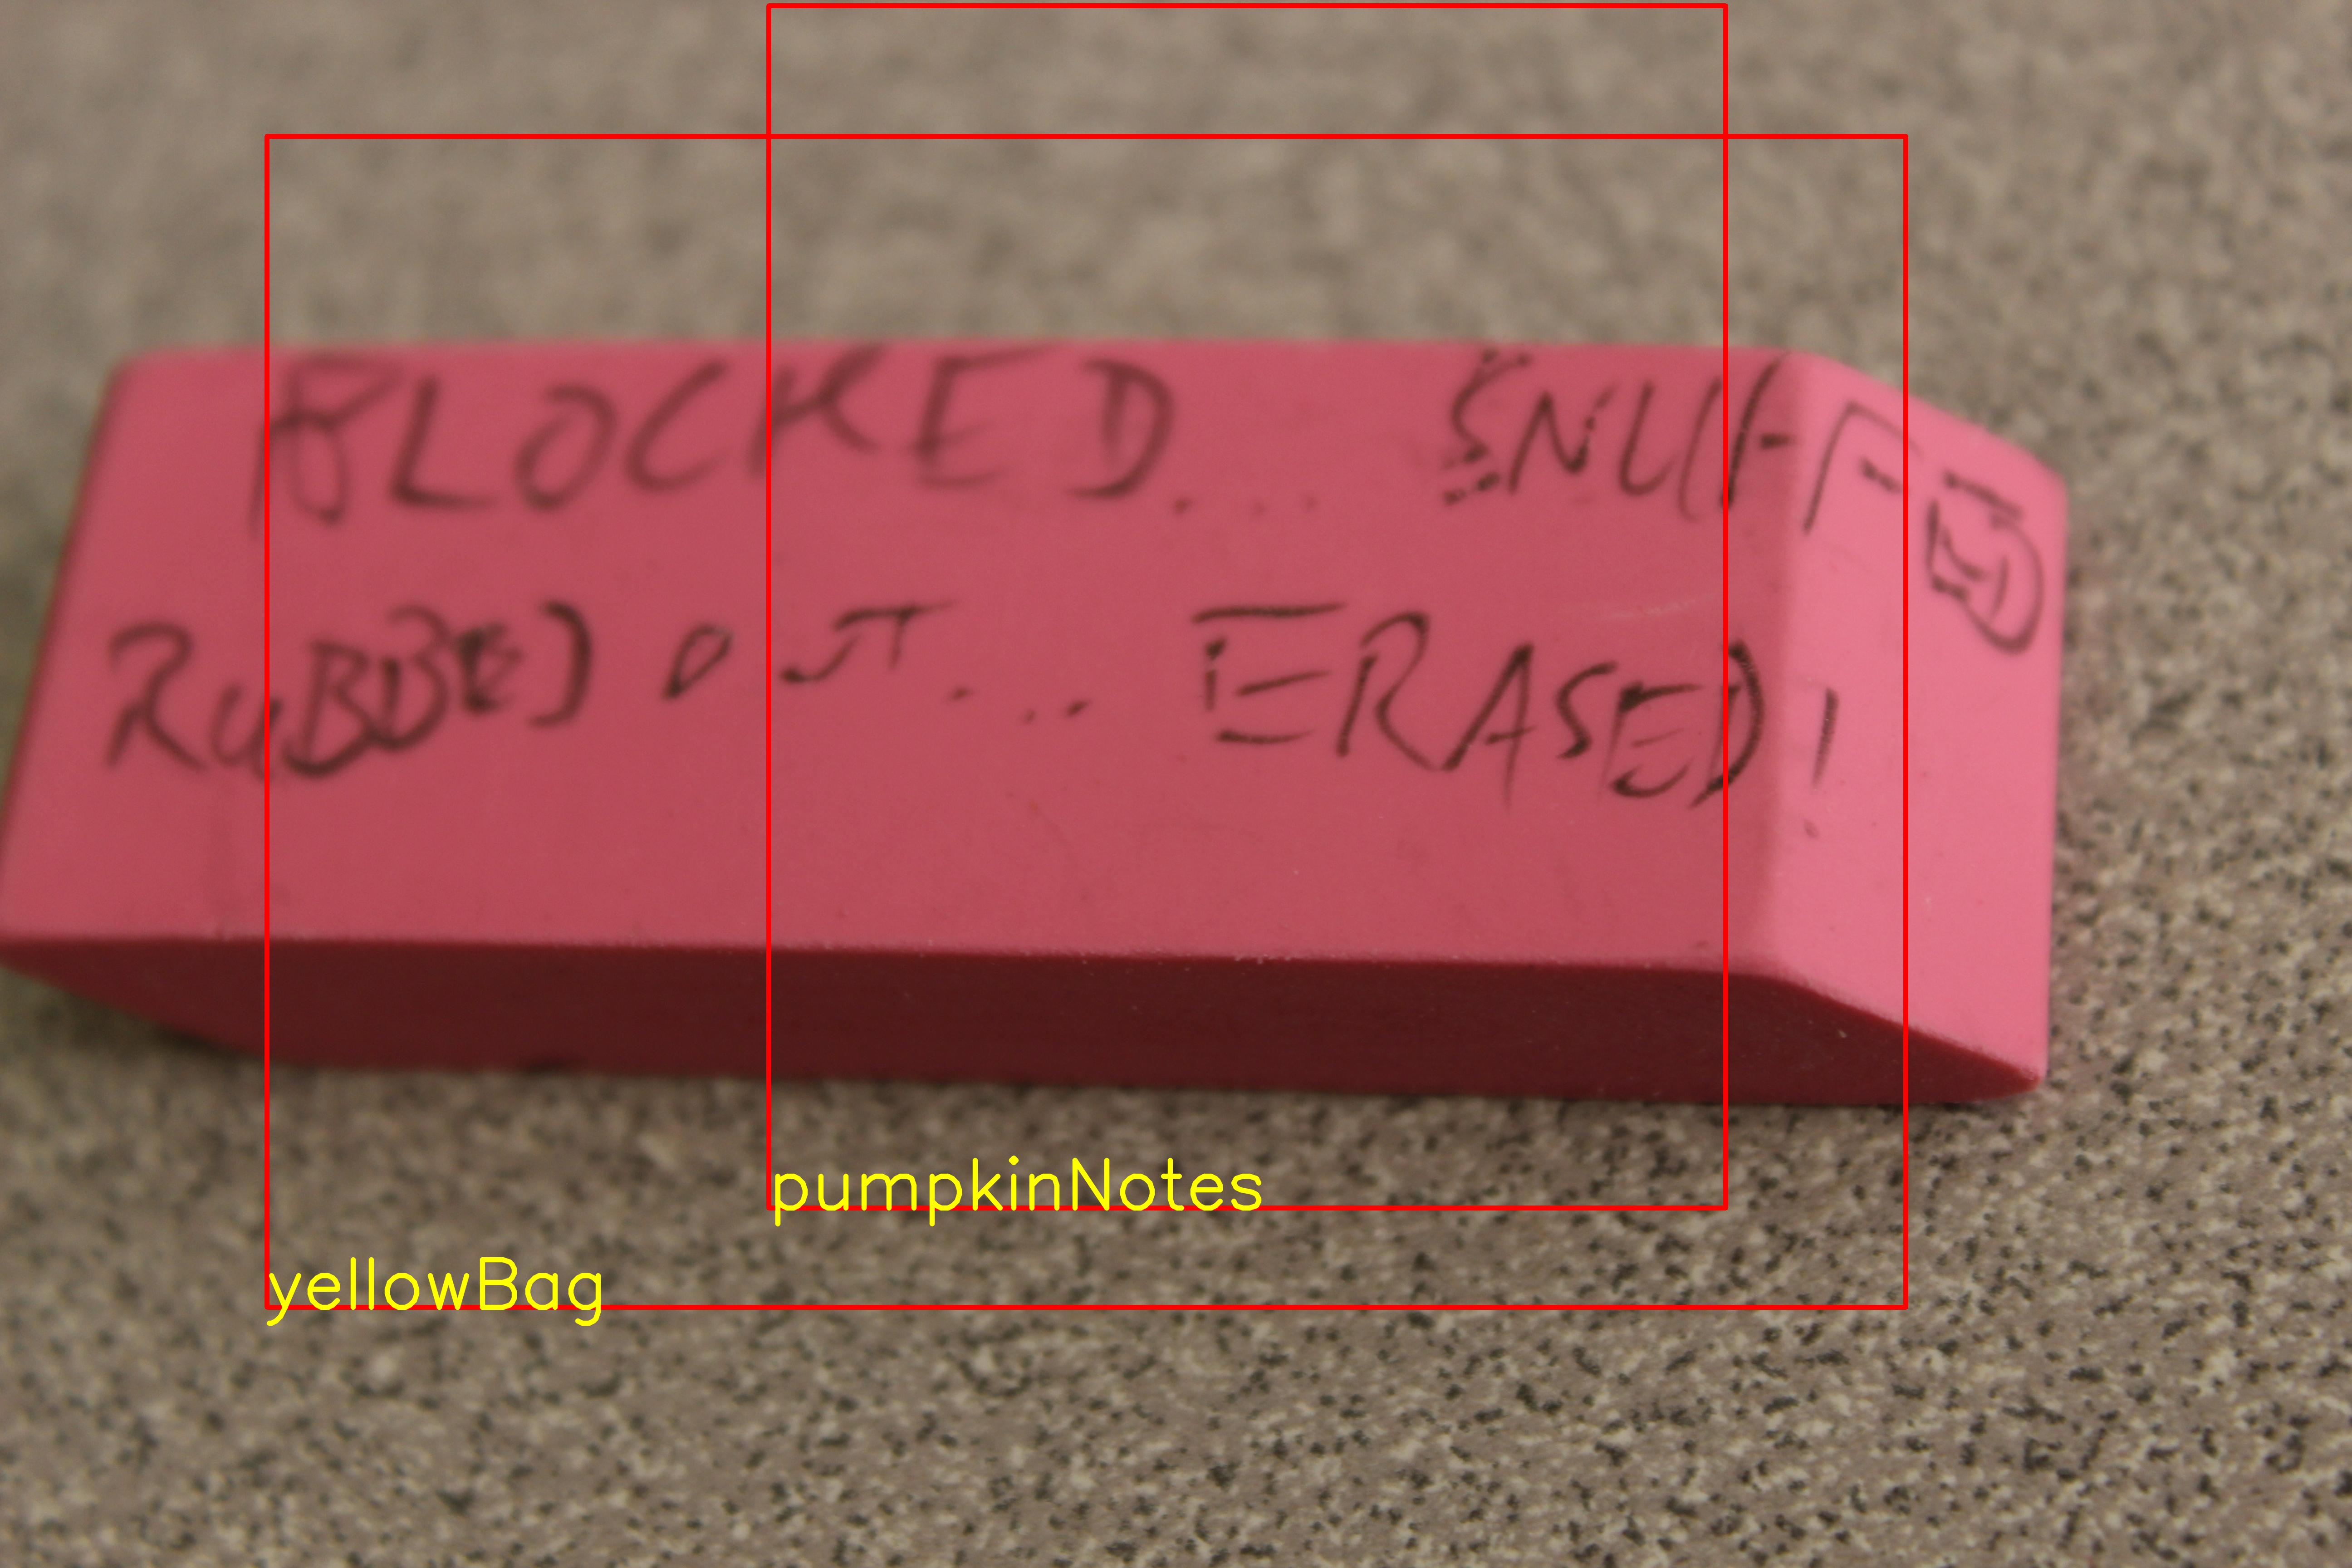 BLOCKED... SNUFFED
RUBBED OUT... ERASED!
pumpkinNotes
yellowBag